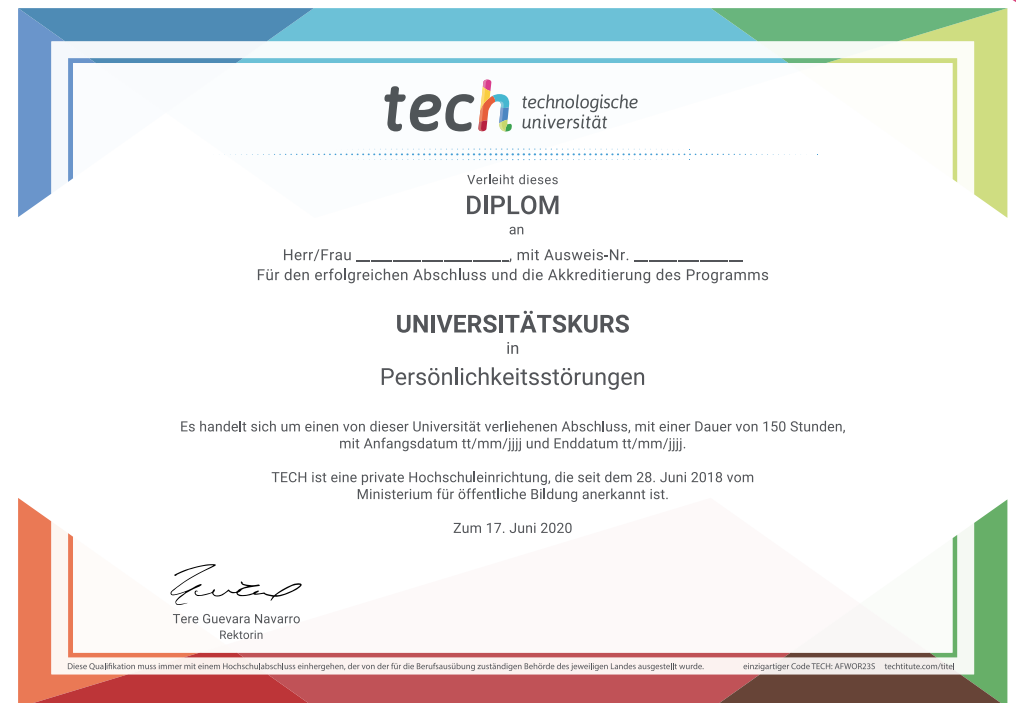 tech technologische
universität
Verleiht dieses
DIPLOM
an
Herr/Frau ____________________, mit Ausweis-Nr. ______________
Für den erfolgreichen Abschluss und die Akkreditierung des Programms
UNIVERSITÄTSKURS
in
Persönlichkeitsstörungen
Es handelt sich um einen von dieser Universität verliehenen Abschluss, mit einer Dauer von 150 Stunden,
mit Anfangsdatum tt/mm/jjjj und Enddatum tt/mm/jjjj.
TECH ist eine private Hochschuleinrichtung, die seit dem 28. Juni 2018 vom
Ministerium für öffentliche Bildung anerkannt ist.
Zum 17. Juni 2020
Tere Guevara Navarro
Rektorin
Diese Qualifikation muss immer mit einem Hochschulabschluss einhergehen, der von der für die Berufsausübung zuständigen Behörde des jeweiligen Landes ausgestellt wurde. einzigartiger Code TECH: AFWOR23S techtitute.com/titel